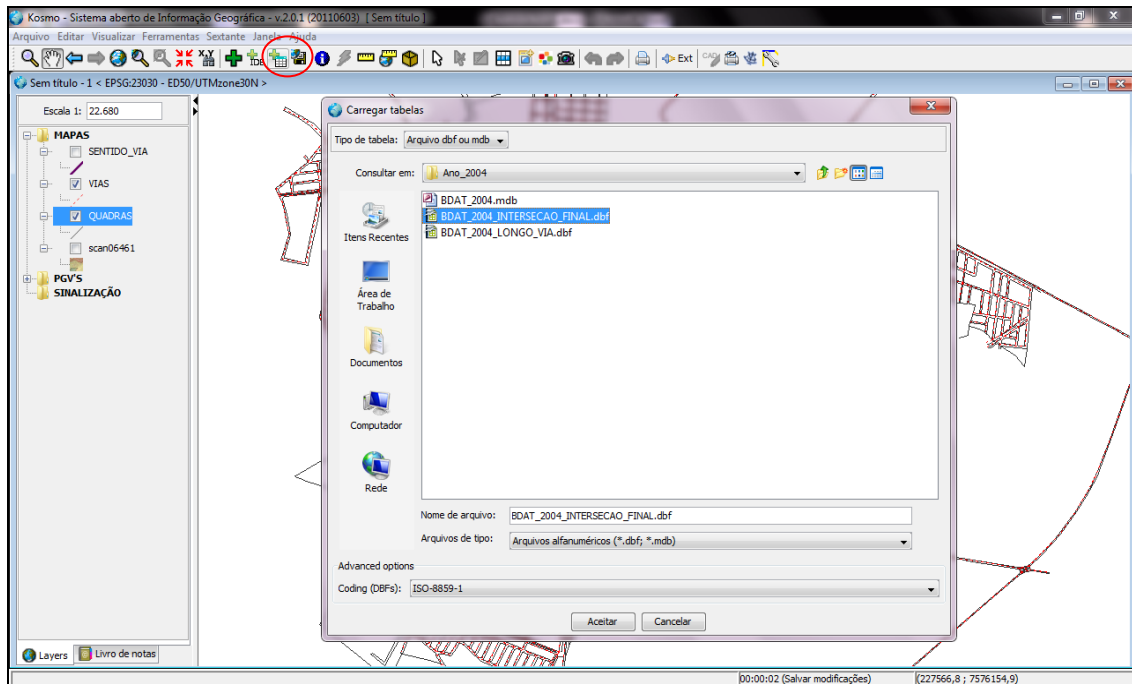 Kosmo - Sistema aberto de Informação Geográfica - v.2.0.1 (20110603) [ Sem título ]
Arquivo Editar Visualizar Ferramentas Sextante Janela Ajuda
X,Y
TDB
Ext
CAD
Sem título - 1 < EPSG:23030 - ED50/UTMzone30N >
Escala 1: 22.680
MAPAS
SENTIDO_VIA
VIAS
QUADRAS
scan06461
PGV'S
SINALIZAÇÃO
Carregar tabelas
Tipo de tabela: Arquivo dbf ou mdb
Consultar em: Ano_2004
Itens Recentes
Área de Trabalho
Documentos
Computador
Rede
BDAT_2004.mdb
BDAT_2004_INTERSECAO_FINAL.dbf
BDAT_2004_LONGO_VIA.dbf
Nome de arquivo: BDAT_2004_INTERSECAO_FINAL.dbf
Arquivos de tipo: Arquivos alfanuméricos (*.dbf; *.mdb)
Advanced options
Coding (DBFs): ISO-8859-1
Aceitar Cancelar
Layers Livro de notas
00:00:02 (Salvar modificações) (227566,8 ; 7576154,9)